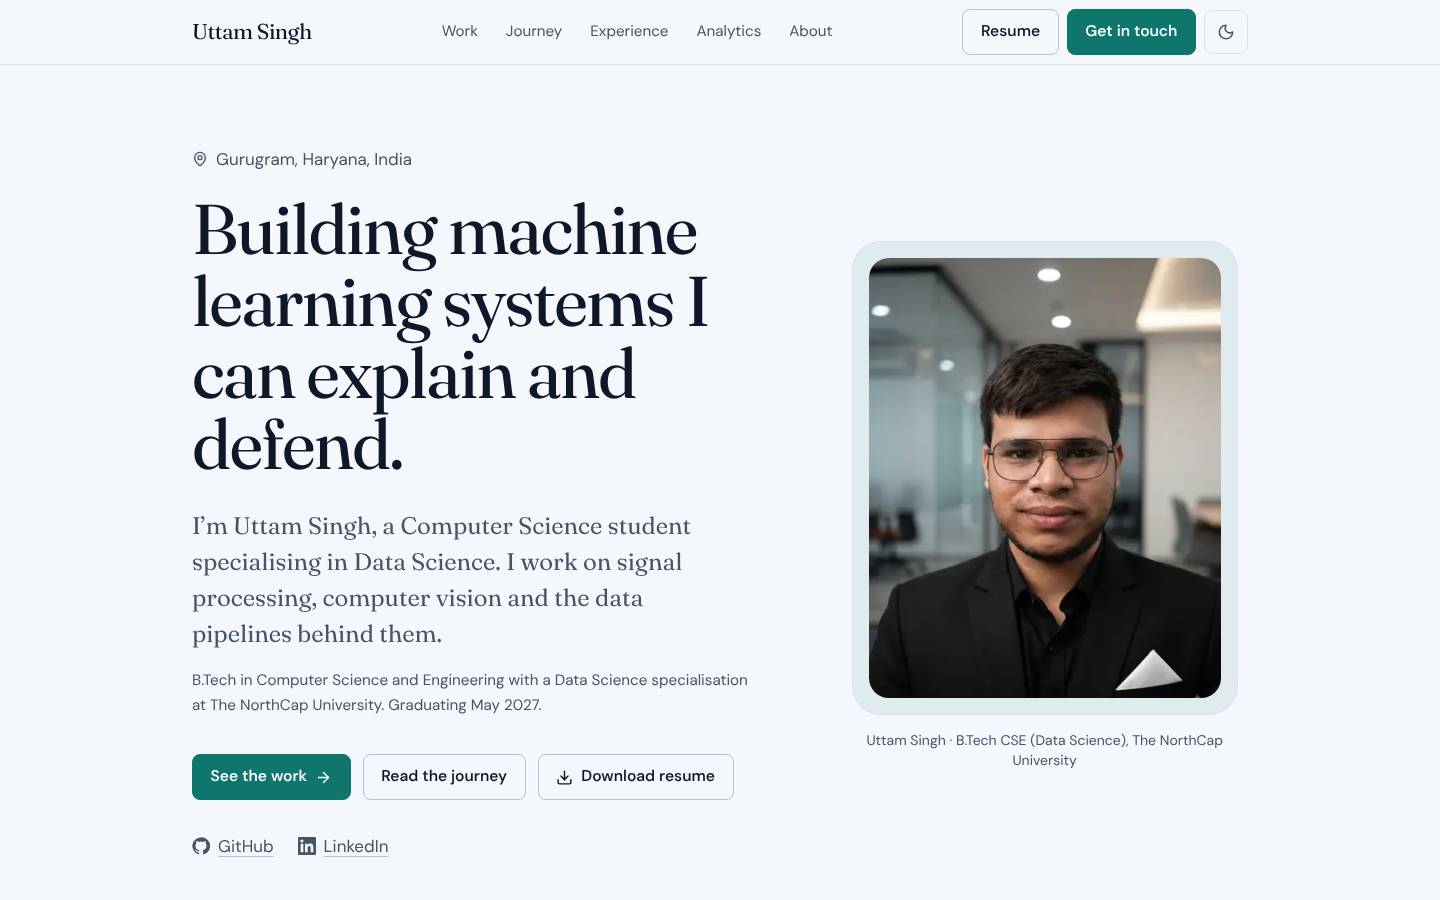 Uttam Singh
Work
Journey
Experience
Analytics
About
Resume
Get in touch
Gurugram, Haryana, India
Building machine
learning systems I
can explain and
defend.
I’m Uttam Singh, a Computer Science student
specialising in Data Science. I work on signal
processing, computer vision and the data
pipelines behind them.
B.Tech in Computer Science and Engineering with a Data Science specialisation
at The NorthCap University. Graduating May 2027.
See the work
Read the journey
Download resume
GitHub
LinkedIn
Uttam Singh · B.Tech CSE (Data Science), The NorthCap
University